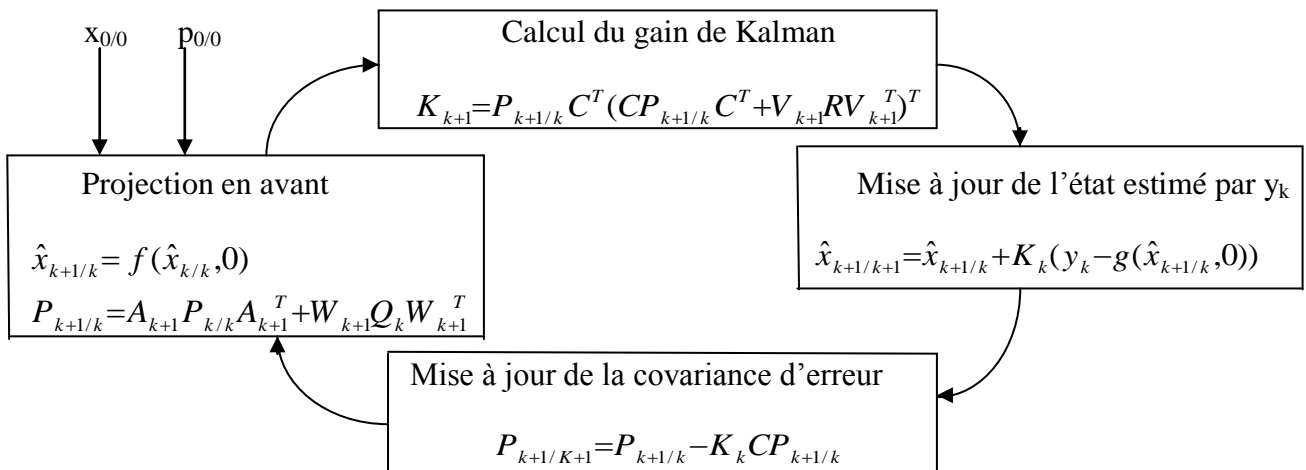 x₀/₀ p₀/₀
Calcul du gain de Kalman
K_{k+1}=P_{k+1/k}C^T(CP_{k+1/k}C^T+V_{k+1}RV_{k+1}^T)^T
Projection en avant
x̂_{k+1/k}=f(x̂_{k/k},0)
P_{k+1/k}=A_{k+1}P_{k/k}A_{k+1}^T+W_{k+1}Q_kW_{k+1}^T
Mise à jour de l’état estimé par y_k
x̂_{k+1/k+1}=x̂_{k+1/k}+K_k(y_k−g(x̂_{k+1/k},0))
Mise à jour de la covariance d’erreur
P_{k+1/K+1}=P_{k+1/k}−K_kCP_{k+1/k}